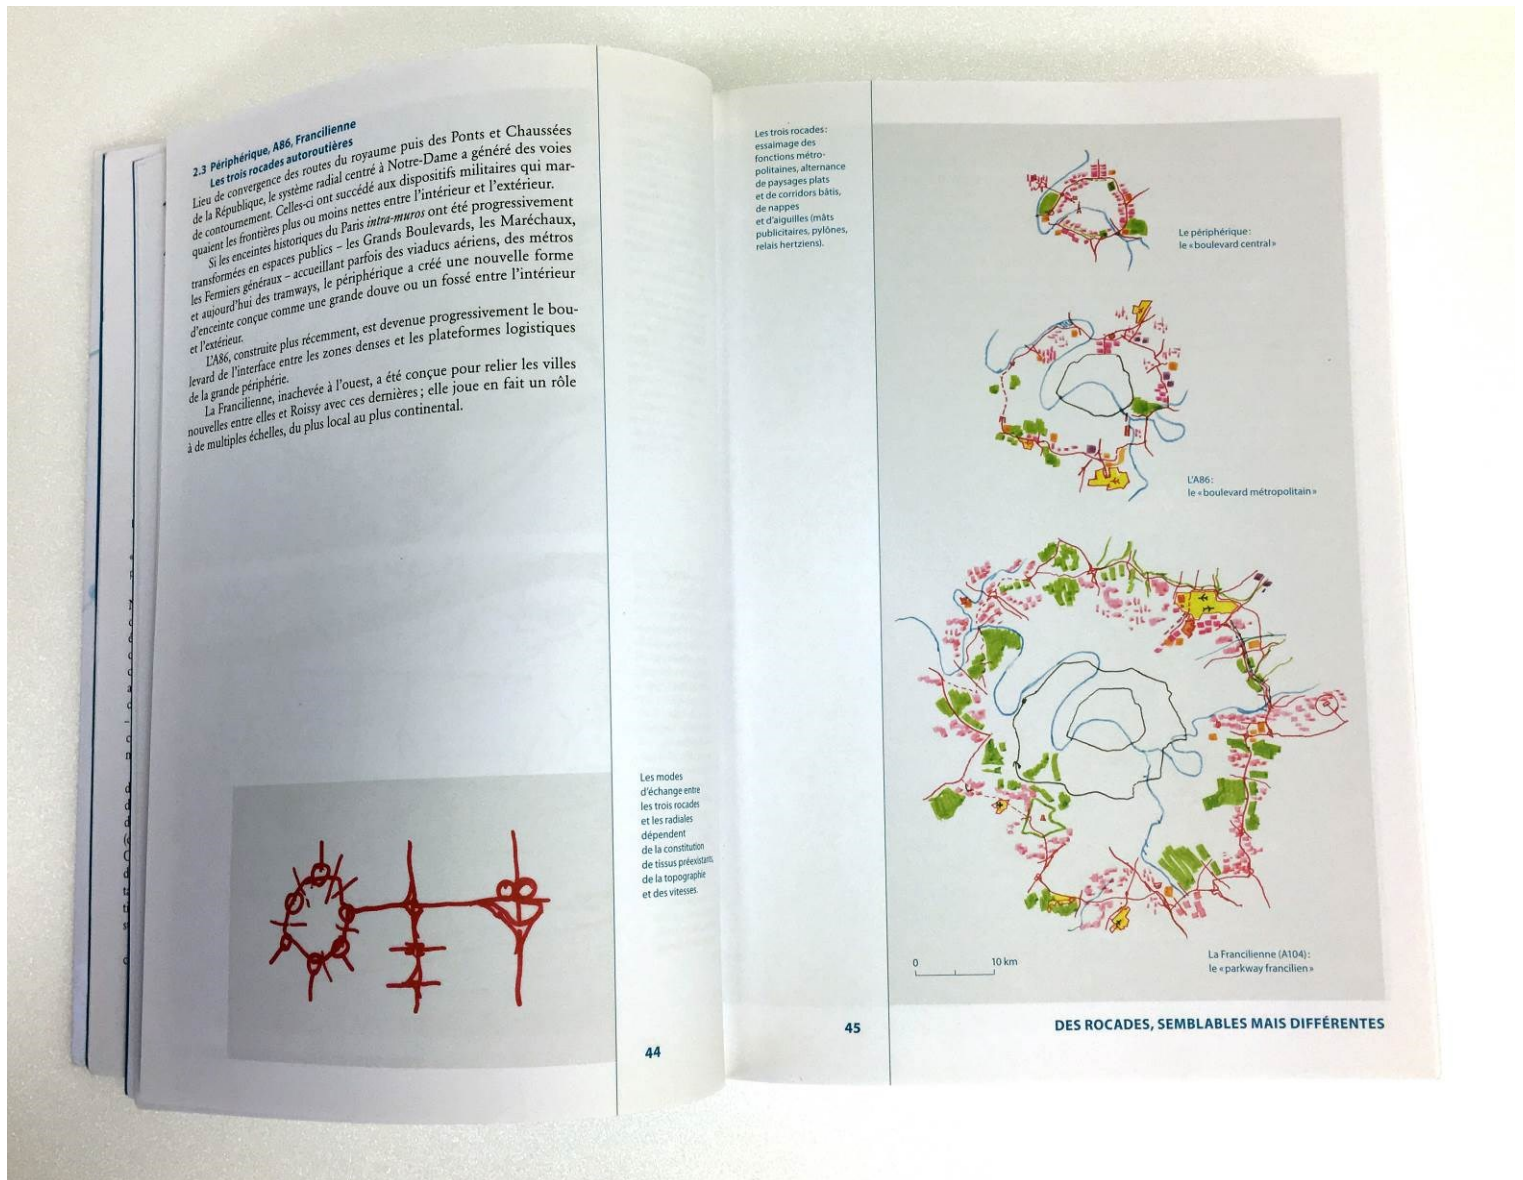 2.3 Périphérique, A86, Francilienne
Les trois rocades autoroutières
Lieu de convergence des routes du royaume puis des Ponts et Chaussées
de la République, le système radial centré à Notre-Dame a généré des voies
de contournement. Celles-ci ont succédé aux dispositifs militaires qui mar-
quaient les frontières plus ou moins nettes entre l'intérieur et l'extérieur.
Si les enceintes historiques du Paris intra-muros ont été progressivement
transformées en espaces publics – les Grands Boulevards, les Maréchaux,
les Fermiers généraux – accueillant parfois des viaducs aériens, des métros
et aujourd'hui des tramways, le périphérique a créé une nouvelle forme
d'enceinte conçue comme une grande douve ou un fossé entre l'intérieur
et l'extérieur.
L'A86, construite plus récemment, est devenue progressivement le bou-
levard de l'interface entre les zones denses et les plateformes logistiques
de la grande périphérie.
La Francilienne, inachevée à l'ouest, a été conçue pour relier les villes
nouvelles entre elles et Roissy avec ces dernières ; elle joue en fait un rôle
à de multiples échelles, du plus local au plus continental.
Les modes
d'échange entre
les trois rocades
et les radiales
dépendent
de la constitution
de tissus préexistants,
de la topographie
et des vitesses.
44
Les trois rocades :
essaimage des
fonctions métro-
politaines, alternance
de paysages plats
et de corridors bâtis,
de nappes
et d'aiguilles (mâts
publicitaires, pylônes,
relais hertziens).
Le périphérique :
le « boulevard central »
L'A86 :
le « boulevard métropolitain »
0 10 km
La Francilienne (A104) :
le « parkway francilien »
45
DES ROCADES, SEMBLABLES MAIS DIFFÉRENTES